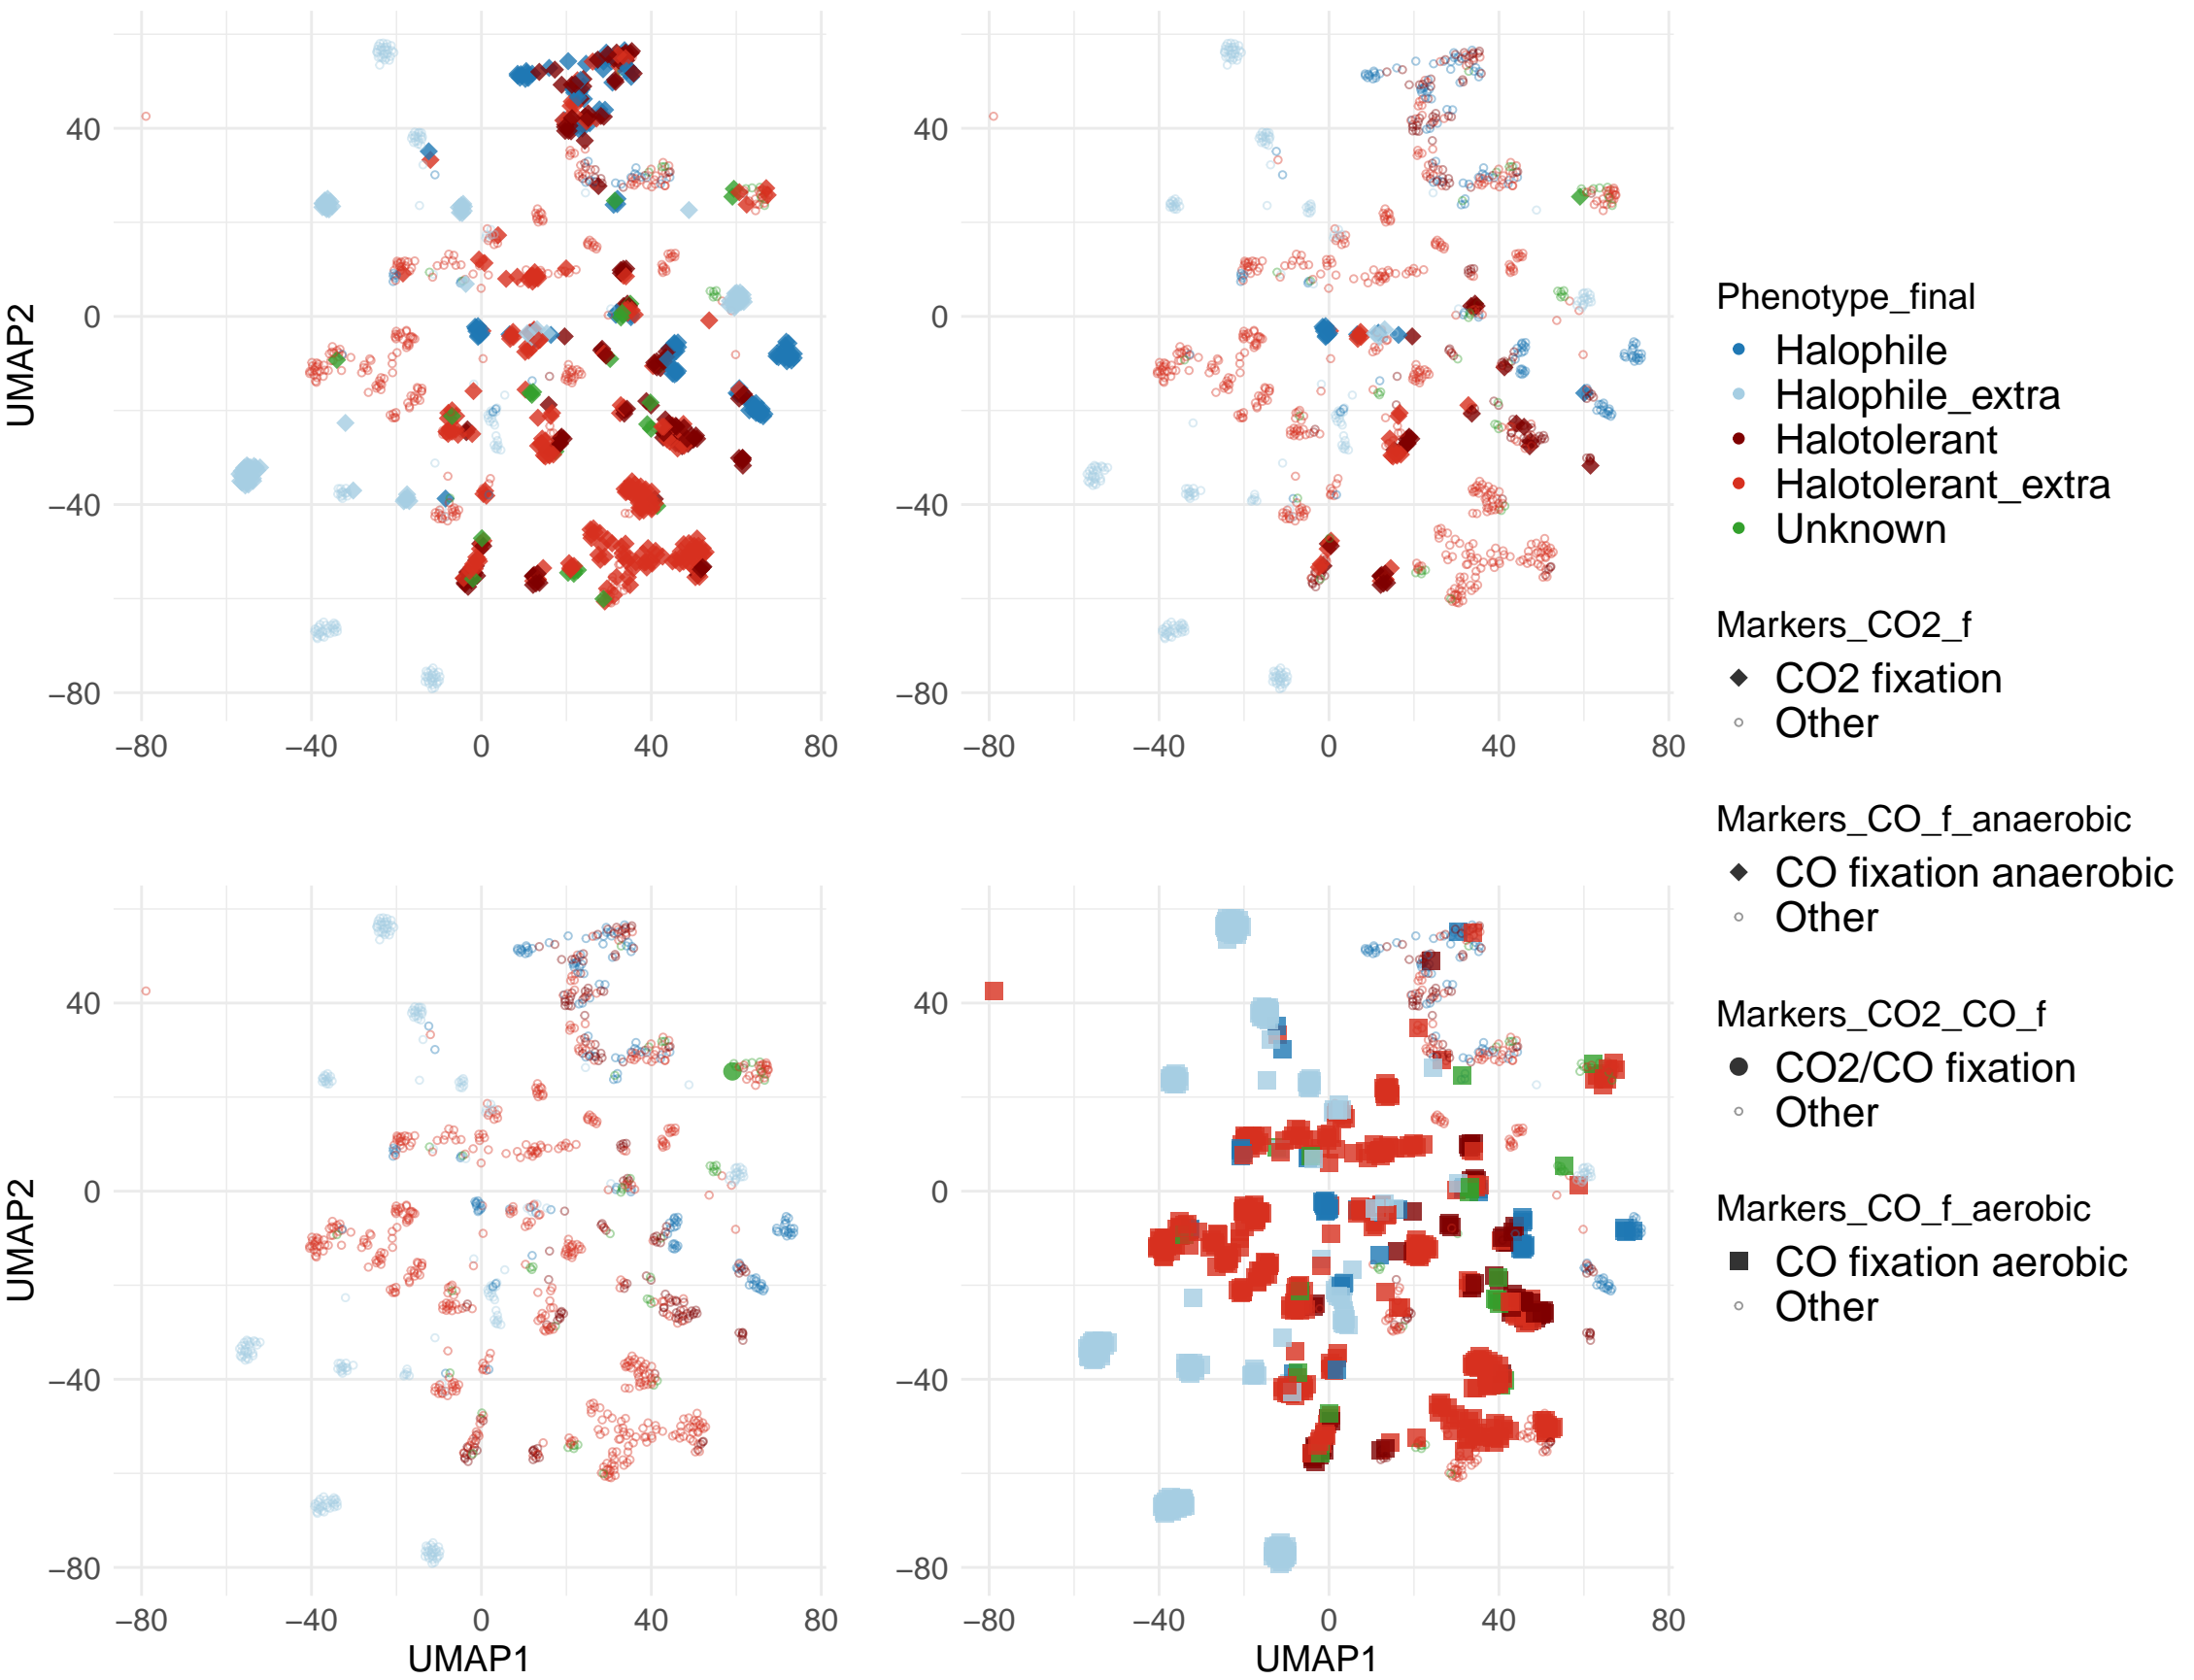 40
0
−40
−80
UMAP2
−80 −40 0 40 80
40
0
−40
−80
−80 −40 0 40 80
40
0
−40
−80
UMAP2
−80 −40 0 40 80
UMAP1
40
0
−40
−80
−80 −40 0 40 80
UMAP1
Phenotype_final
Halophile
Halophile_extra
Halotolerant
Halotolerant_extra
Unknown
Markers_CO2_f
CO2 fixation
Other
Markers_CO_f_anaerobic
CO fixation anaerobic
Other
Markers_CO2_CO_f
CO2/CO fixation
Other
Markers_CO_f_aerobic
CO fixation aerobic
Other